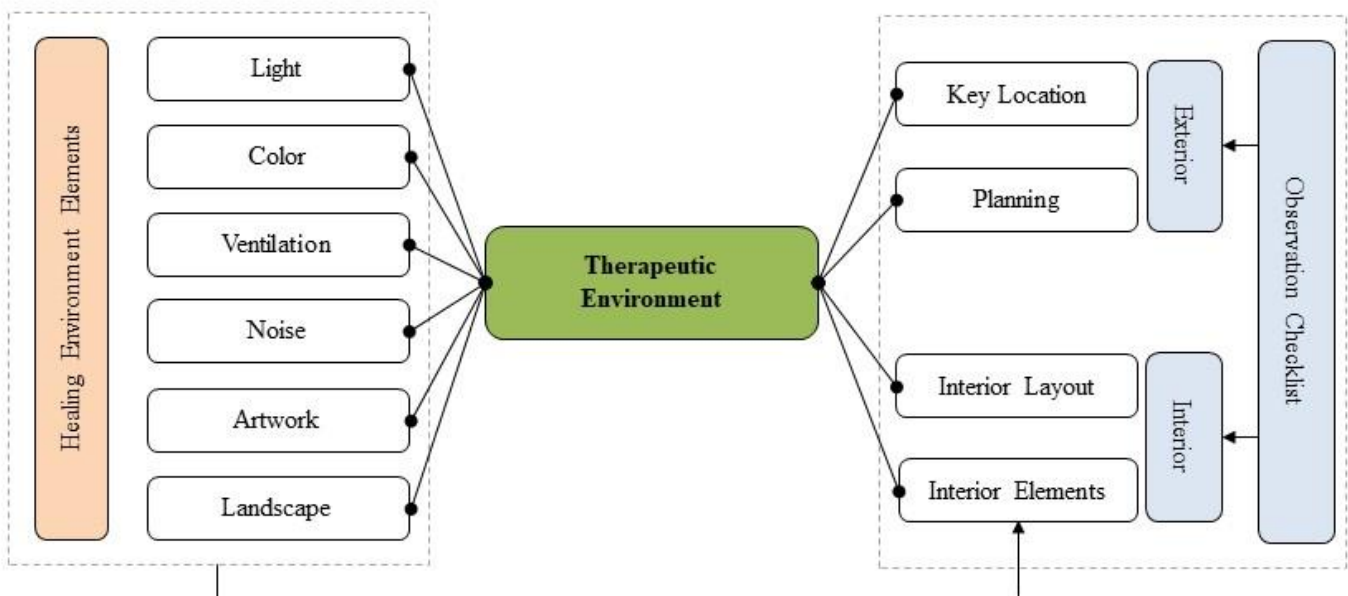 Healing Environment Elements
Light
Color
Ventilation
Noise
Artwork
Landscape
Therapeutic
Environment
Key Location
Planning
Interior Layout
Interior Elements
Exterior
Interior
Observation Checklist